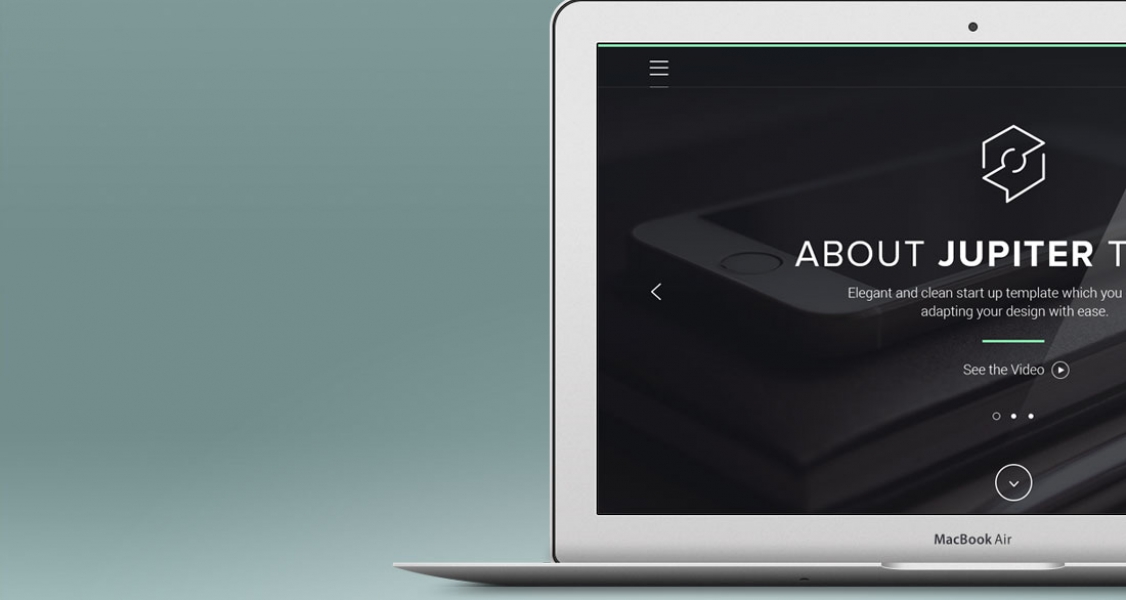 ABOUT JUPITER T
Elegant and clean start up template which you
adapting your design with ease.
See the Video
MacBook Air